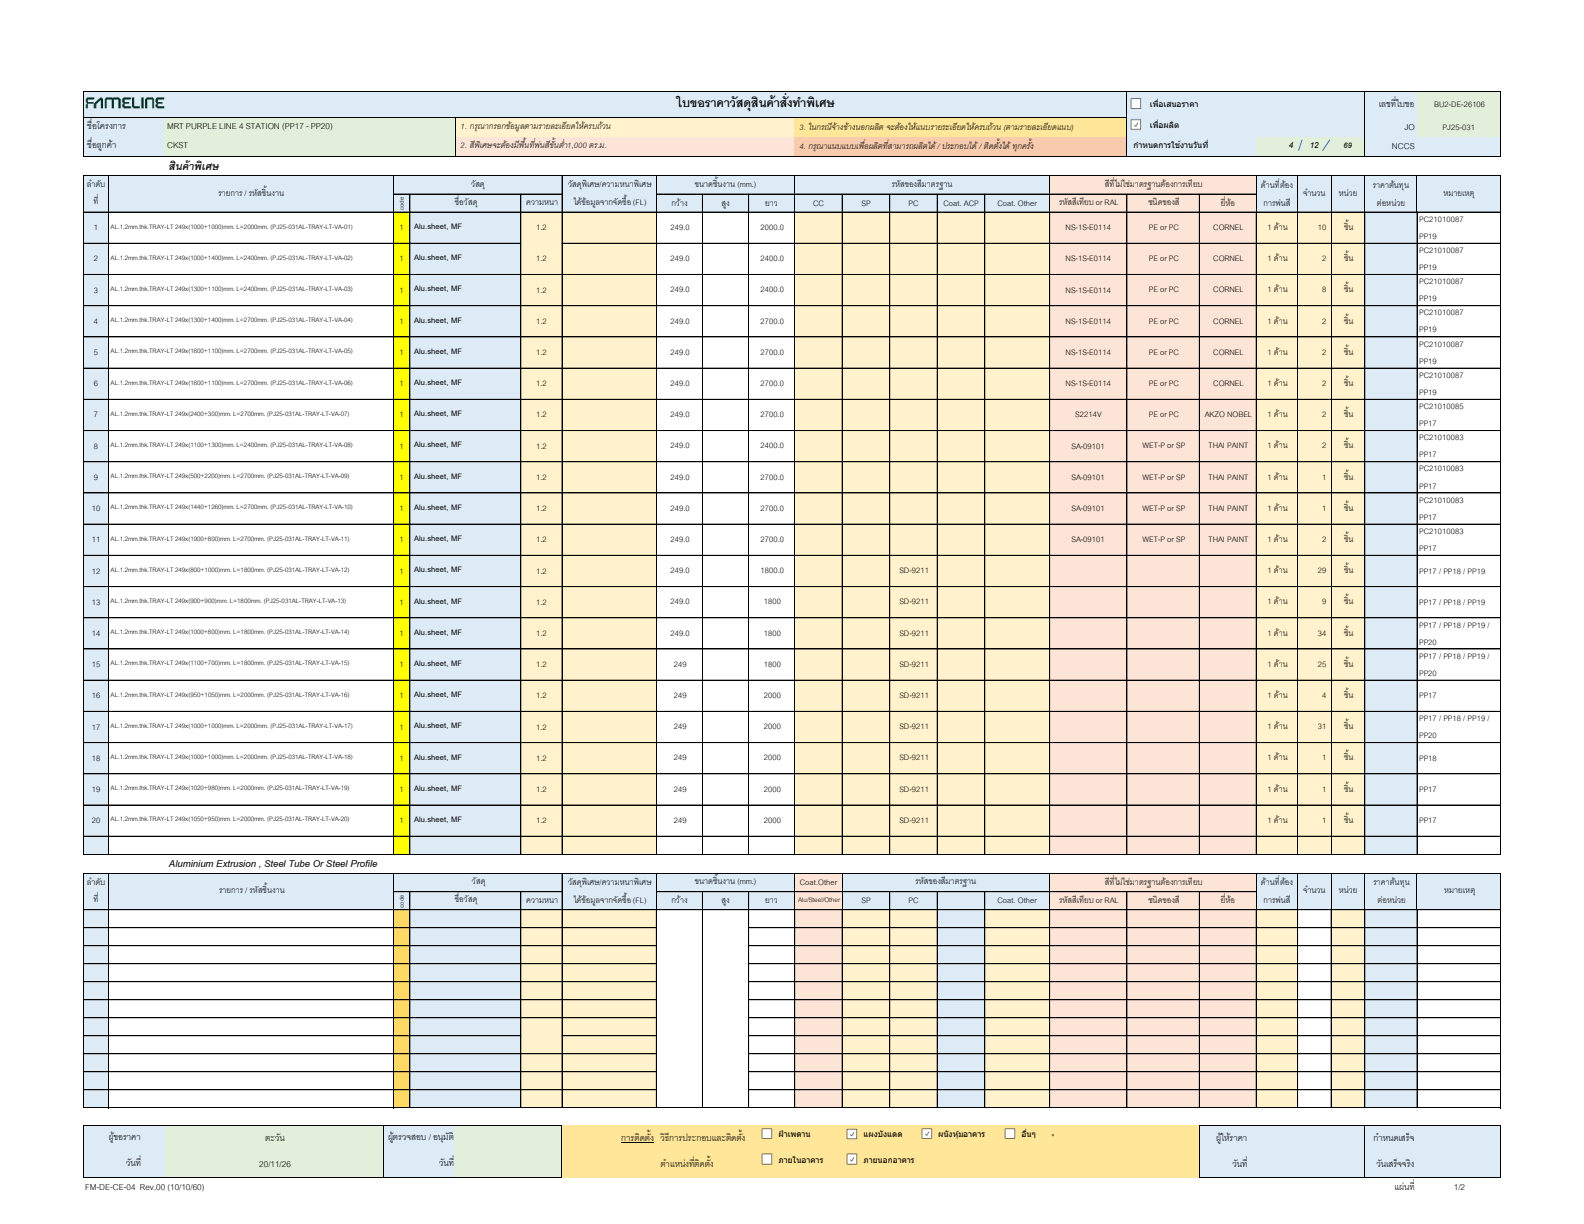 FAMELINE
ใบขอราคาวัสดุสินค้าสั่งทำพิเศษ
เพื่อเสนอราคา
เลขที่ใบขอ BU2-DE-26106
ชื่อโครงการ MRT PURPLE LINE 4 STATION (PP17 - PP20)
1. กรุณากรอกข้อมูลตามรายละเอียดให้ครบถ้วน
3. ในกรณีจ้างช้างนอกผลิต จะต้องให้แนบรายระเอียดให้ครบถ้วน (ตามรายละเอียดแนบ)
✓ เพื่อผลิต
JO PJ25-031
ชื่อลูกค้า CKST
2. สีพิเศษจะต้องมีพื้นที่พ่นสีขั้นต่ำ1,000 ตร.ม.
4. กรุณาแนบแบบเพื่อผลิตที่สามารถผลิตได้ / ประกอบได้ / ติดตั้งได้ ทุกครั้ง
กำหนดการใช้งานวันที่ 4 / 12 / 69
NCCS
สินค้าพิเศษ
ลำดับที่ รายการ / รหัสชิ้นงาน code วัสดุ ชื่อวัสดุ ความหนา วัสดุพิเศษ/ความหนาพิเศษ ได้ข้อมูลจากจัดซื้อ (FL) ขนาดชิ้นงาน (mm.) กว้าง สูง ยาว รหัสของสีมาตรฐาน CC SP PC Coat. ACP Coat. Other สีที่ไม่ใช่มาตรฐานต้องการเทียบ รหัสสีเทียบ or RAL ชนิดของสี ยี่ห้อ ด้านที่ต้องการพ่นสี จำนวน หน่วย ราคาต้นทุนต่อหน่วย หมายเหตุ
1 AL.1.2mm.thk.TRAY-LT 249x(1000+1000)mm. L=2000mm. (PJ25-031AL-TRAY-LT-VA-01) 1 Alu.sheet, MF 1.2 249.0 2000.0 NS-1S-E0114 PE or PC CORNEL 1 ด้าน 10 ชิ้น PC21010087 PP19
2 AL.1.2mm.thk.TRAY-LT 249x(1000+1400)mm. L=2400mm. (PJ25-031AL-TRAY-LT-VA-02) 1 Alu.sheet, MF 1.2 249.0 2400.0 NS-1S-E0114 PE or PC CORNEL 1 ด้าน 2 ชิ้น PC21010087 PP19
3 AL.1.2mm.thk.TRAY-LT 249x(1300+1100)mm. L=2400mm. (PJ25-031AL-TRAY-LT-VA-03) 1 Alu.sheet, MF 1.2 249.0 2400.0 NS-1S-E0114 PE or PC CORNEL 1 ด้าน 8 ชิ้น PC21010087 PP19
4 AL.1.2mm.thk.TRAY-LT 249x(1300+1400)mm. L=2700mm. (PJ25-031AL-TRAY-LT-VA-04) 1 Alu.sheet, MF 1.2 249.0 2700.0 NS-1S-E0114 PE or PC CORNEL 1 ด้าน 2 ชิ้น PC21010087 PP19
5 AL.1.2mm.thk.TRAY-LT 249x(1600+1100)mm. L=2700mm. (PJ25-031AL-TRAY-LT-VA-05) 1 Alu.sheet, MF 1.2 249.0 2700.0 NS-1S-E0114 PE or PC CORNEL 1 ด้าน 2 ชิ้น PC21010087 PP19
6 AL.1.2mm.thk.TRAY-LT 249x(1600+1100)mm. L=2700mm. (PJ25-031AL-TRAY-LT-VA-06) 1 Alu.sheet, MF 1.2 249.0 2700.0 NS-1S-E0114 PE or PC CORNEL 1 ด้าน 2 ชิ้น PC21010087 PP19
7 AL.1.2mm.thk.TRAY-LT 249x(2400+300)mm. L=2700mm. (PJ25-031AL-TRAY-LT-VA-07) 1 Alu.sheet, MF 1.2 249.0 2700.0 S2214V PE or PC AKZO NOBEL 1 ด้าน 2 ชิ้น PC21010085 PP17
8 AL.1.2mm.thk.TRAY-LT 249x(1100+1300)mm. L=2400mm. (PJ25-031AL-TRAY-LT-VA-08) 1 Alu.sheet, MF 1.2 249.0 2400.0 SA-09101 WET-P or SP THAI PAINT 1 ด้าน 2 ชิ้น PC21010083 PP17
9 AL.1.2mm.thk.TRAY-LT 249x(500+2200)mm. L=2700mm. (PJ25-031AL-TRAY-LT-VA-09) 1 Alu.sheet, MF 1.2 249.0 2700.0 SA-09101 WET-P or SP THAI PAINT 1 ด้าน 1 ชิ้น PC21010083 PP17
10 AL.1.2mm.thk.TRAY-LT 249x(1440+1260)mm. L=2700mm. (PJ25-031AL-TRAY-LT-VA-10) 1 Alu.sheet, MF 1.2 249.0 2700.0 SA-09101 WET-P or SP THAI PAINT 1 ด้าน 1 ชิ้น PC21010083 PP17
11 AL.1.2mm.thk.TRAY-LT 249x(1900+800)mm. L=2700mm. (PJ25-031AL-TRAY-LT-VA-11) 1 Alu.sheet, MF 1.2 249.0 2700.0 SA-09101 WET-P or SP THAI PAINT 1 ด้าน 2 ชิ้น PC21010083 PP17
12 AL.1.2mm.thk.TRAY-LT 249x(800+1000)mm. L=1800mm. (PJ25-031AL-TRAY-LT-VA-12) 1 Alu.sheet, MF 1.2 249.0 1800.0 SD-9211 1 ด้าน 29 ชิ้น PP17 / PP18 / PP19
13 AL.1.2mm.thk.TRAY-LT 249x(900+900)mm. L=1800mm. (PJ25-031AL-TRAY-LT-VA-13) 1 Alu.sheet, MF 1.2 249.0 1800 SD-9211 1 ด้าน 9 ชิ้น PP17 / PP18 / PP19
14 AL.1.2mm.thk.TRAY-LT 249x(1000+800)mm. L=1800mm. (PJ25-031AL-TRAY-LT-VA-14) 1 Alu.sheet, MF 1.2 249.0 1800 SD-9211 1 ด้าน 34 ชิ้น PP17 / PP18 / PP19 / PP20
15 AL.1.2mm.thk.TRAY-LT 249x(1100+700)mm. L=1800mm. (PJ25-031AL-TRAY-LT-VA-15) 1 Alu.sheet, MF 1.2 249 1800 SD-9211 1 ด้าน 25 ชิ้น PP17 / PP18 / PP19 / PP20
16 AL.1.2mm.thk.TRAY-LT 249x(950+1050)mm. L=2000mm. (PJ25-031AL-TRAY-LT-VA-16) 1 Alu.sheet, MF 1.2 249 2000 SD-9211 1 ด้าน 4 ชิ้น PP17
17 AL.1.2mm.thk.TRAY-LT 249x(1000+1000)mm. L=2000mm. (PJ25-031AL-TRAY-LT-VA-17) 1 Alu.sheet, MF 1.2 249 2000 SD-9211 1 ด้าน 31 ชิ้น PP17 / PP18 / PP19 / PP20
18 AL.1.2mm.thk.TRAY-LT 249x(1000+1000)mm. L=2000mm. (PJ25-031AL-TRAY-LT-VA-18) 1 Alu.sheet, MF 1.2 249 2000 SD-9211 1 ด้าน 1 ชิ้น PP18
19 AL.1.2mm.thk.TRAY-LT 249x(1020+980)mm. L=2000mm. (PJ25-031AL-TRAY-LT-VA-19) 1 Alu.sheet, MF 1.2 249 2000 SD-9211 1 ด้าน 1 ชิ้น PP17
20 AL.1.2mm.thk.TRAY-LT 249x(1050+950)mm. L=2000mm. (PJ25-031AL-TRAY-LT-VA-20) 1 Alu.sheet, MF 1.2 249 2000 SD-9211 1 ด้าน 1 ชิ้น PP17
Aluminium Extrusion , Steel Tube Or Steel Profile
ลำดับที่ รายการ / รหัสชิ้นงาน code วัสดุ ชื่อวัสดุ ความหนา วัสดุพิเศษ/ความหนาพิเศษ ได้ข้อมูลจากจัดซื้อ (FL) ขนาดชิ้นงาน (mm.) กว้าง สูง ยาว Coat.Other Alu/Steel/Other รหัสของสีมาตรฐาน SP PC Coat. Other สีที่ไม่ใช่มาตรฐานต้องการเทียบ รหัสสีเทียบ or RAL ชนิดของสี ยี่ห้อ ด้านที่ต้องการพ่นสี จำนวน หน่วย ราคาต้นทุนต่อหน่วย หมายเหตุ
ผู้ขอราคา ตะวัน ผู้ตรวจสอบ / อนุมัติ การติดตั้ง วิธีการประกอบและติดตั้ง ฝ้าเพดาน ✓ แผงบังแดด ✓ ผนังหุ้มอาคาร อื่นๆ ผู้ให้ราคา กำหนดเสร็จ
วันที่ 20/11/26 วันที่ ตำแหน่งที่ติดตั้ง ภายในอาคาร ✓ ภายนอกอาคาร วันที่ วันเสร็จจริง
FM-DE-CE-04 Rev.00 (10/10/60) แผ่นที่ 1/2